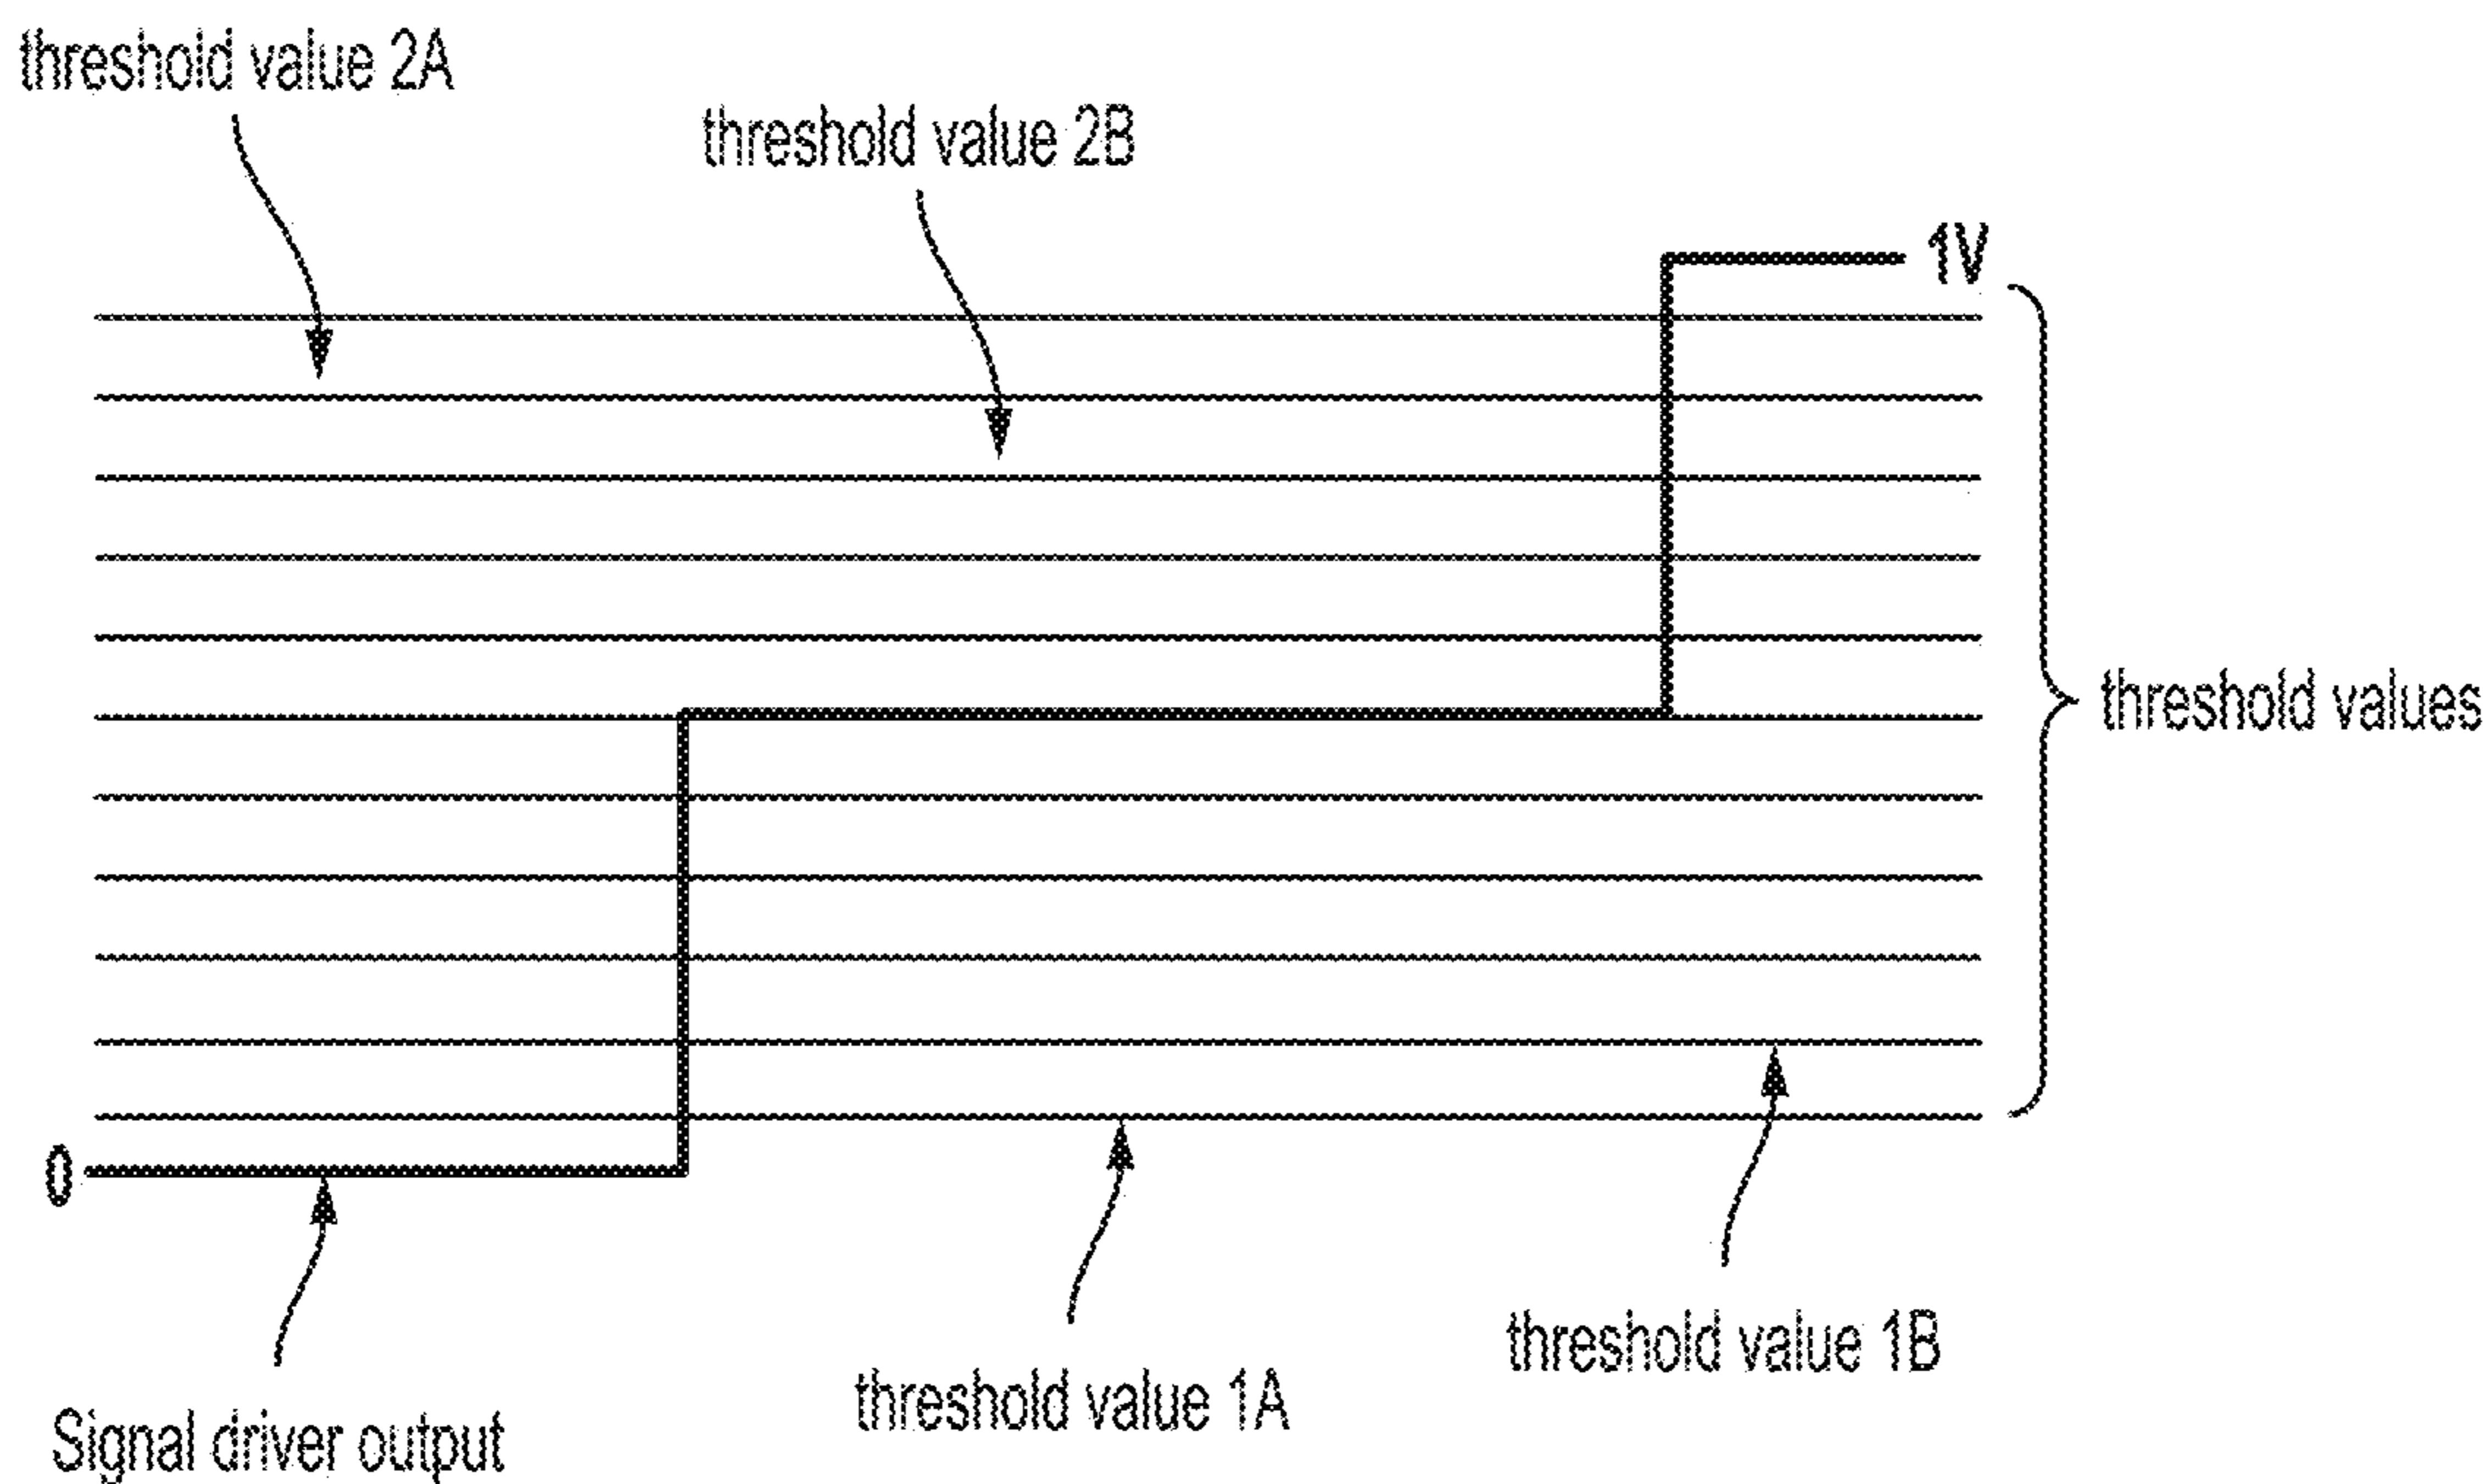 threshold value 2A
threshold value 2B
1V
threshold values
0
threshold value 1B
threshold value 1A
Signal driver output